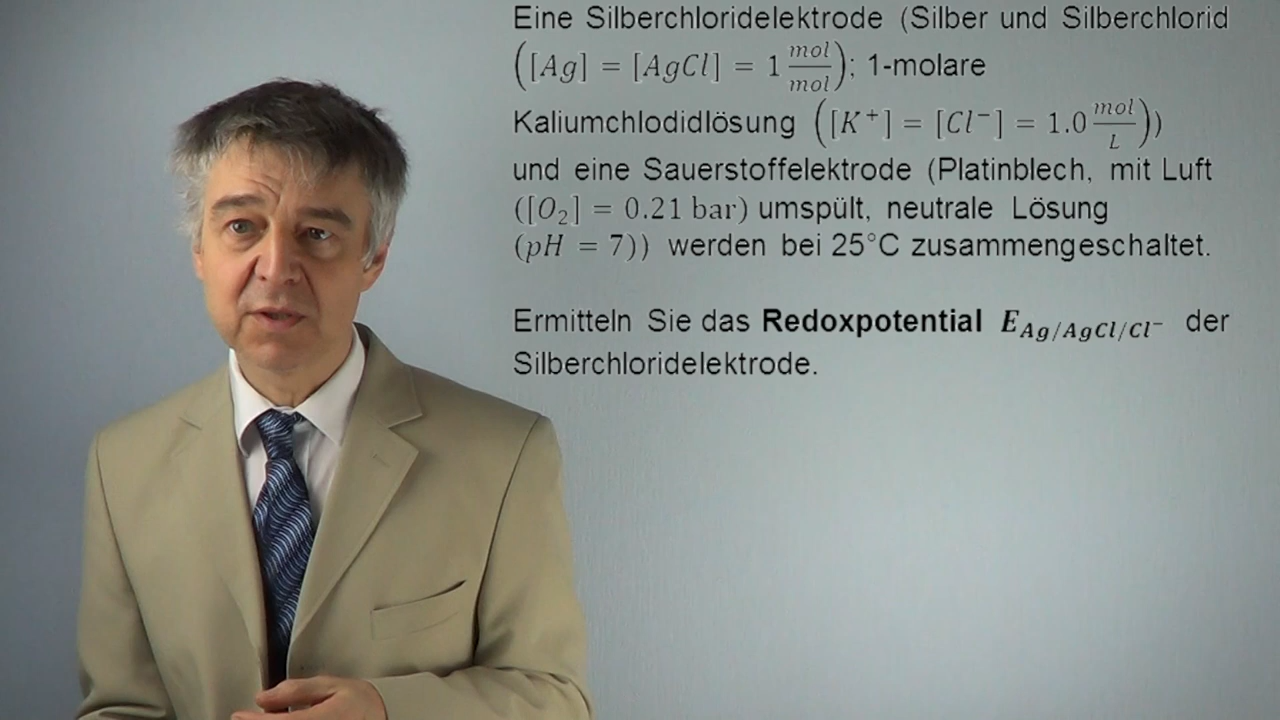 Eine Silberchloridelektrode (Silber und Silberchlorid
([Ag] = [AgCl] = 1 mol/mol); 1-molare
Kaliumchlodidlösung ([K⁺] = [Cl⁻] = 1.0 mol/L))
und eine Sauerstoffelektrode (Platinblech, mit Luft
([O₂] = 0.21 bar) umspült, neutrale Lösung
(pH = 7)) werden bei 25°C zusammengeschaltet.
Ermitteln Sie das Redoxpotential E_Ag/AgCl/Cl⁻ der
Silberchloridelektrode.